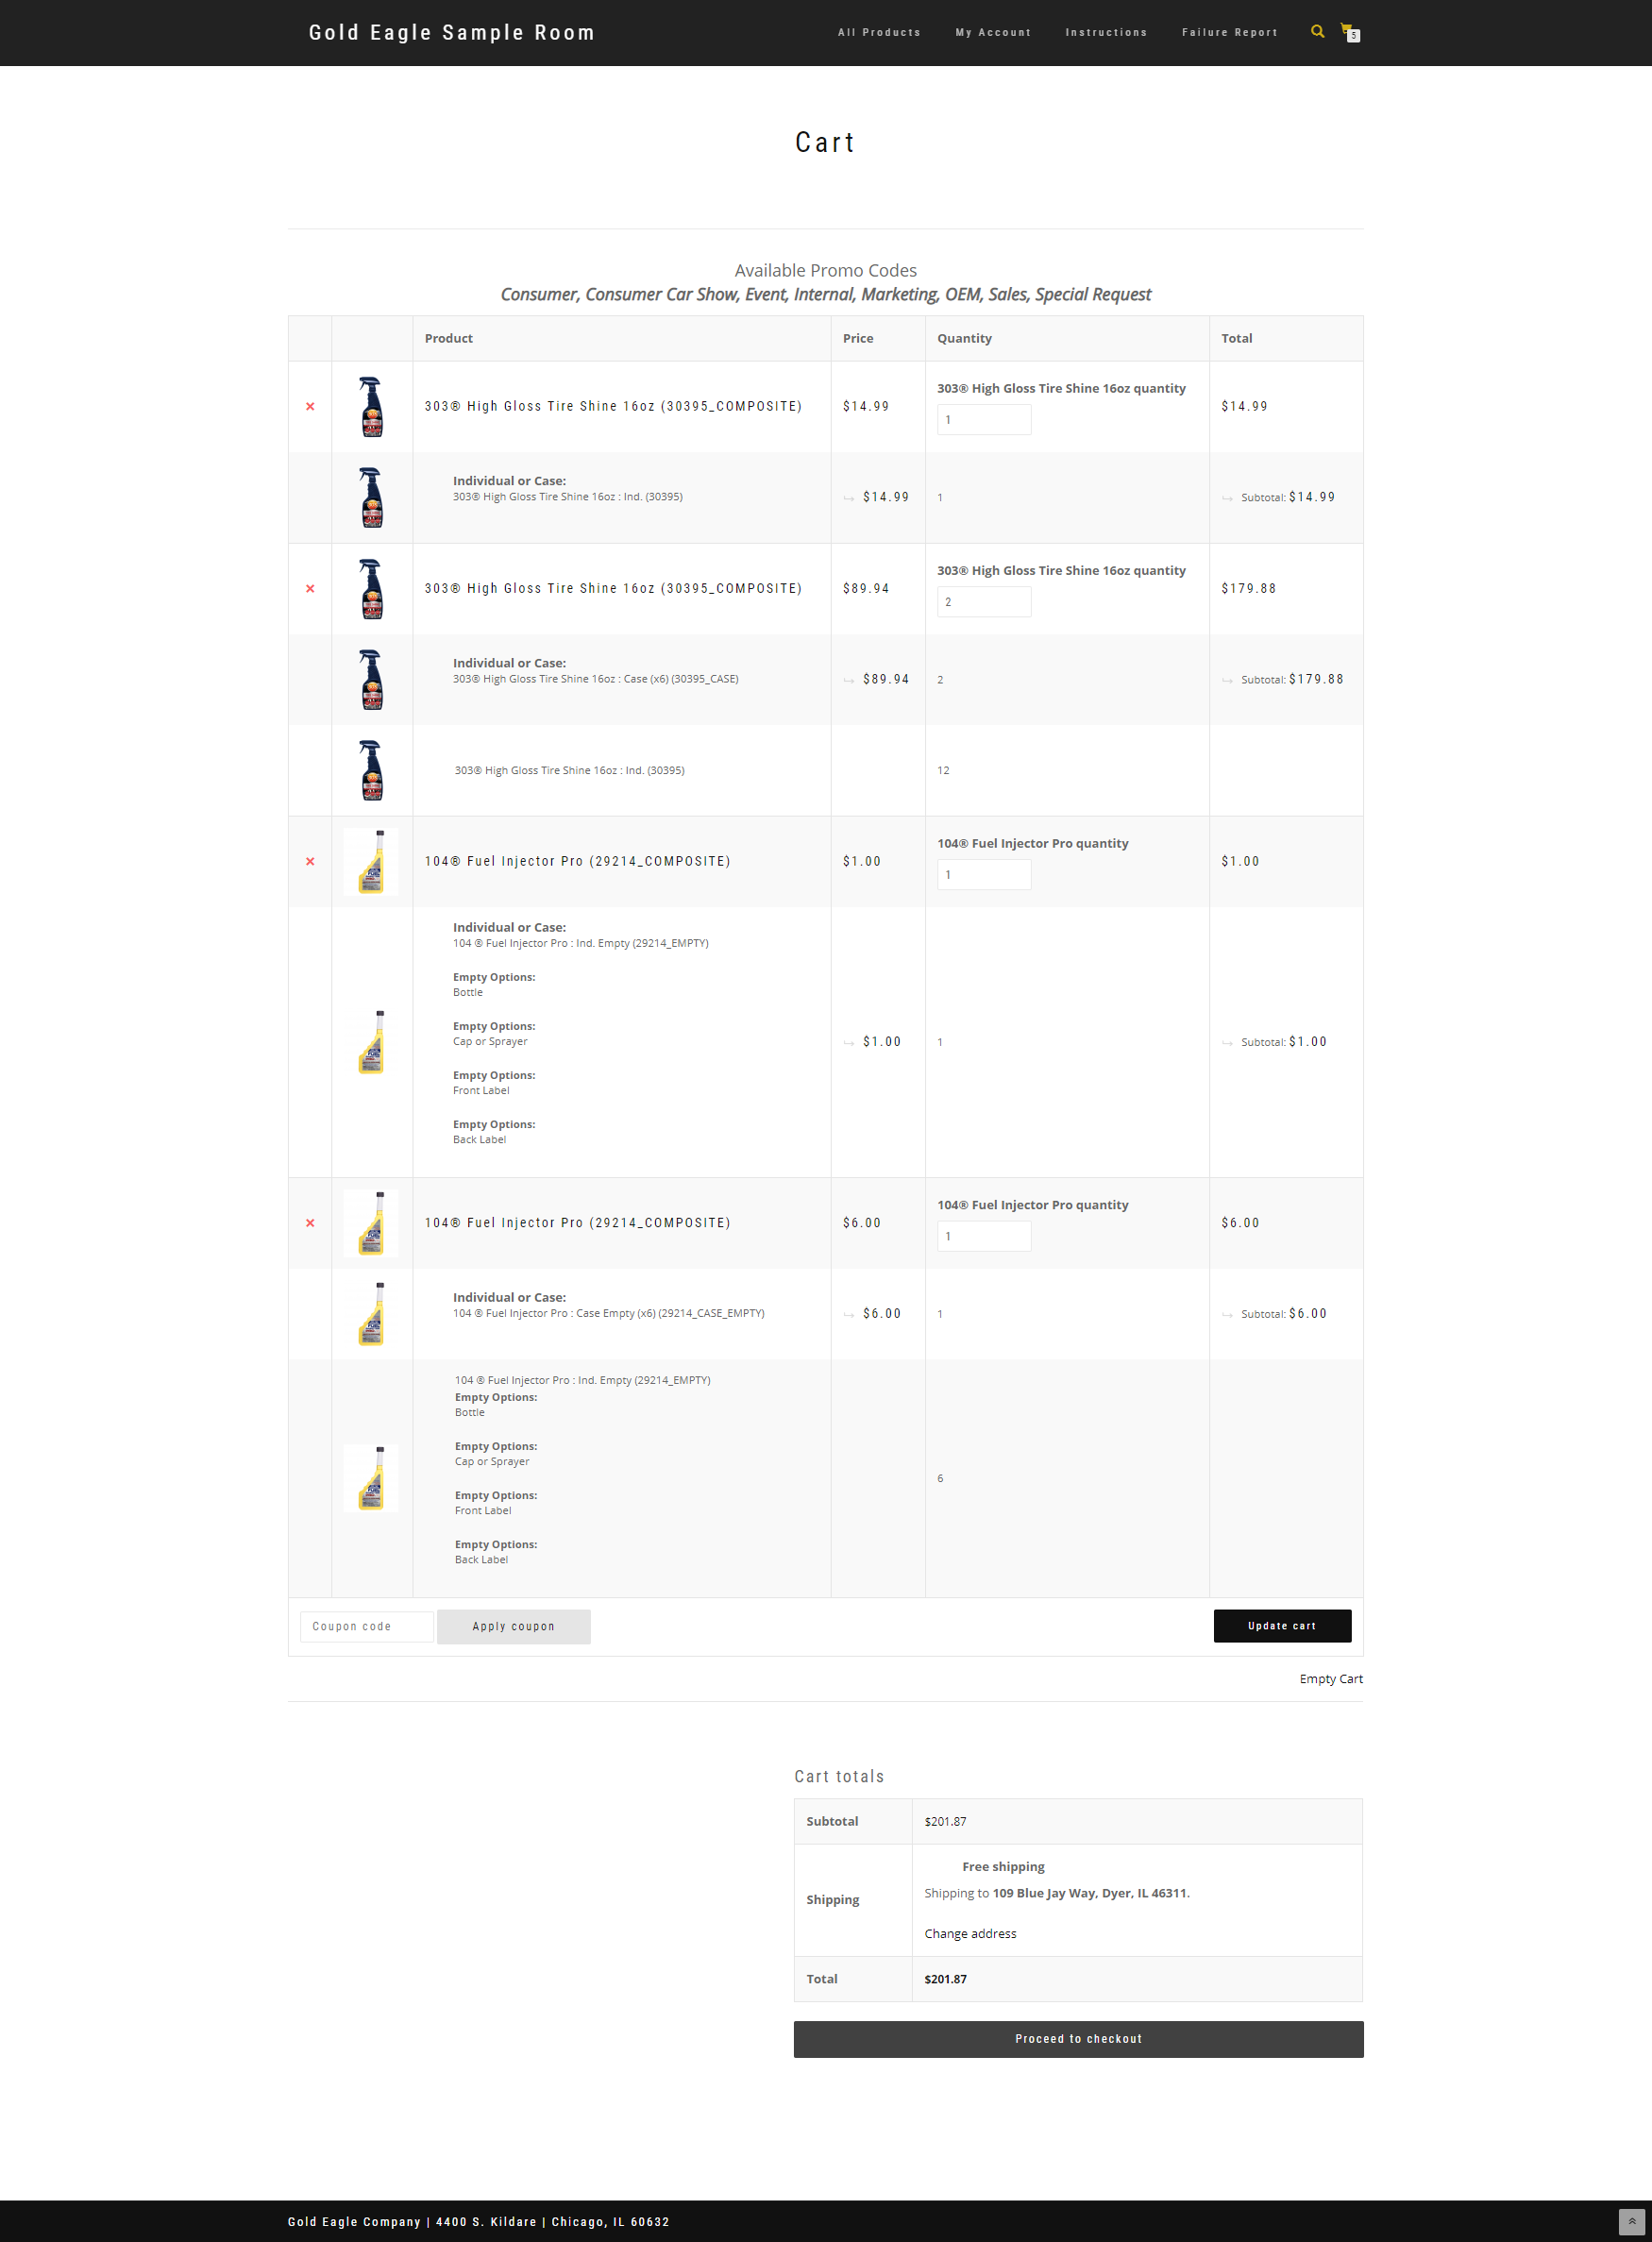 Gold Eagle Sample Room
All Products My Account Instructions Failure Report 5
Cart
Available Promo Codes
Consumer, Consumer Car Show, Event, Internal, Marketing, OEM, Sales, Special Request
Product Price Quantity Total
303® High Gloss Tire Shine 16oz quantity
× 303® High Gloss Tire Shine 16oz (30395_COMPOSITE) $14.99 1 $14.99
Individual or Case:
303® High Gloss Tire Shine 16oz : Ind. (30395) $14.99 1 Subtotal: $14.99
303® High Gloss Tire Shine 16oz quantity
× 303® High Gloss Tire Shine 16oz (30395_COMPOSITE) $89.94 2 $179.88
Individual or Case:
303® High Gloss Tire Shine 16oz : Case (x6) (30395_CASE) $89.94 2 Subtotal: $179.88
303® High Gloss Tire Shine 16oz : Ind. (30395) 12
104® Fuel Injector Pro quantity
× 104® Fuel Injector Pro (29214_COMPOSITE) $1.00 1 $1.00
Individual or Case:
104 ® Fuel Injector Pro : Ind. Empty (29214_EMPTY)
Empty Options:
Bottle
Empty Options:
Cap or Sprayer $1.00 1 Subtotal: $1.00
Empty Options:
Front Label
Empty Options:
Back Label
104® Fuel Injector Pro quantity
× 104® Fuel Injector Pro (29214_COMPOSITE) $6.00 1 $6.00
Individual or Case:
104 ® Fuel Injector Pro : Case Empty (x6) (29214_CASE_EMPTY) $6.00 1 Subtotal: $6.00
104 ® Fuel Injector Pro : Ind. Empty (29214_EMPTY)
Empty Options:
Bottle
Empty Options:
Cap or Sprayer
6
Empty Options:
Front Label
Empty Options:
Back Label
Coupon code Apply coupon Update cart
Empty Cart
Cart totals
Subtotal $201.87
Free shipping
Shipping Shipping to 109 Blue Jay Way, Dyer, IL 46311.
Change address
Total $201.87
Proceed to checkout
Gold Eagle Company | 4400 S. Kildare | Chicago, IL 60632